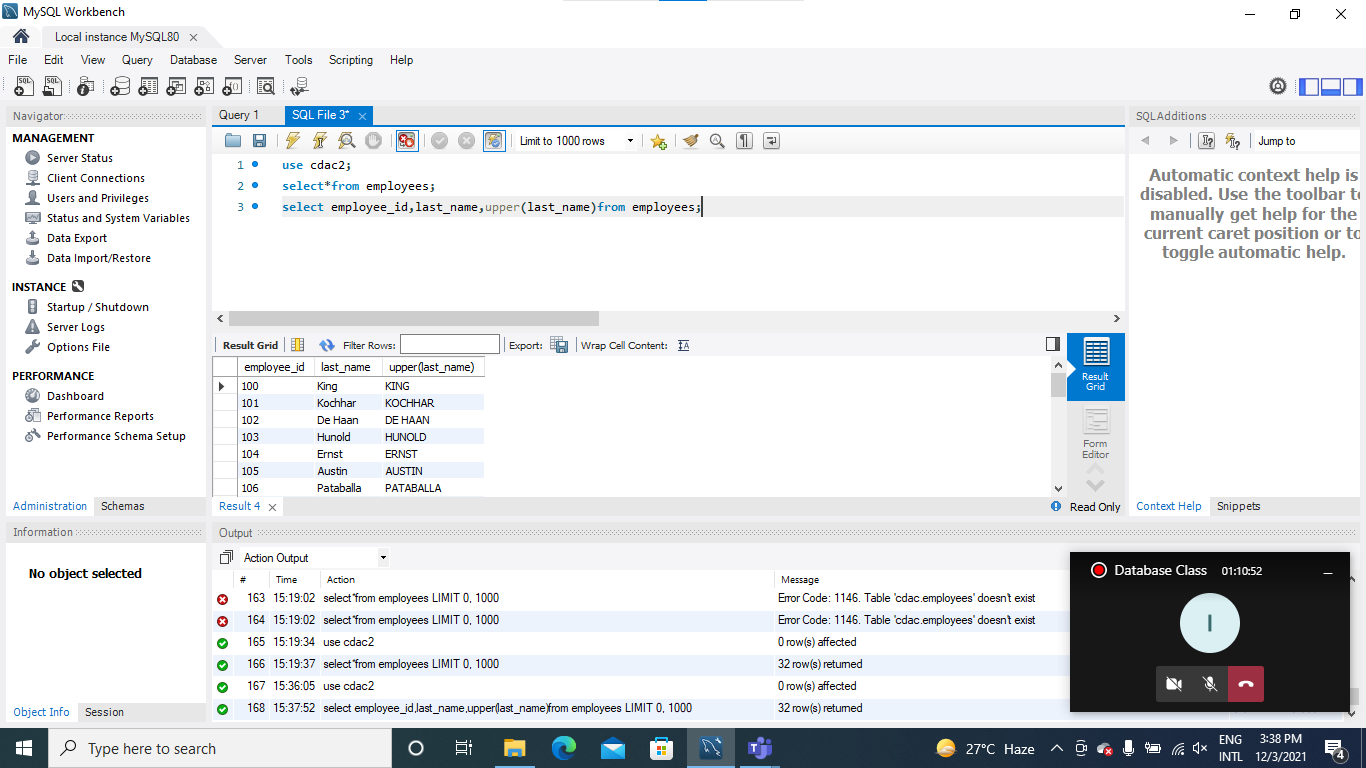 MySQL Workbench
Local instance MySQL80
File Edit View Query Database Server Tools Scripting Help
Navigator
MANAGEMENT
Server Status
Client Connections
Users and Privileges
Status and System Variables
Data Export
Data Import/Restore
INSTANCE
Startup / Shutdown
Server Logs
Options File
PERFORMANCE
Dashboard
Performance Reports
Performance Schema Setup
Administration Schemas
Information
No object selected
Object Info Session
Query 1 SQL File 3*
Limit to 1000 rows
1 use cdac2;
2 select*from employees;
3 select employee_id,last_name,upper(last_name)from employees;
Result Grid Filter Rows: Export: Wrap Cell Content:
employee_id last_name upper(last_name)
100 King KING
101 Kochhar KOCHHAR
102 De Haan DE HAAN
103 Hunold HUNOLD
104 Ernst ERNST
105 Austin AUSTIN
106 Pataballa PATABALLA
Result
Grid
Form
Editor
Result 4 Read Only
SQLAdditions
Jump to
Automatic context help is
disabled. Use the toolbar to
manually get help for the
current caret position or to
toggle automatic help.
Context Help Snippets
Output
Action Output
# Time Action Message
163 15:19:02 select*from employees LIMIT 0, 1000 Error Code: 1146. Table 'cdac.employees' doesn't exist
164 15:19:02 select*from employees LIMIT 0, 1000 Error Code: 1146. Table 'cdac.employees' doesn't exist
165 15:19:34 use cdac2 0 row(s) affected
166 15:19:37 select*from employees LIMIT 0, 1000 32 row(s) returned
167 15:36:05 use cdac2 0 row(s) affected
168 15:37:52 select employee_id,last_name,upper(last_name)from employees LIMIT 0, 1000 32 row(s) returned
Database Class 01:10:52
I
Type here to search
27°C Haze
ENG
INTL
3:38 PM
12/3/2021
4